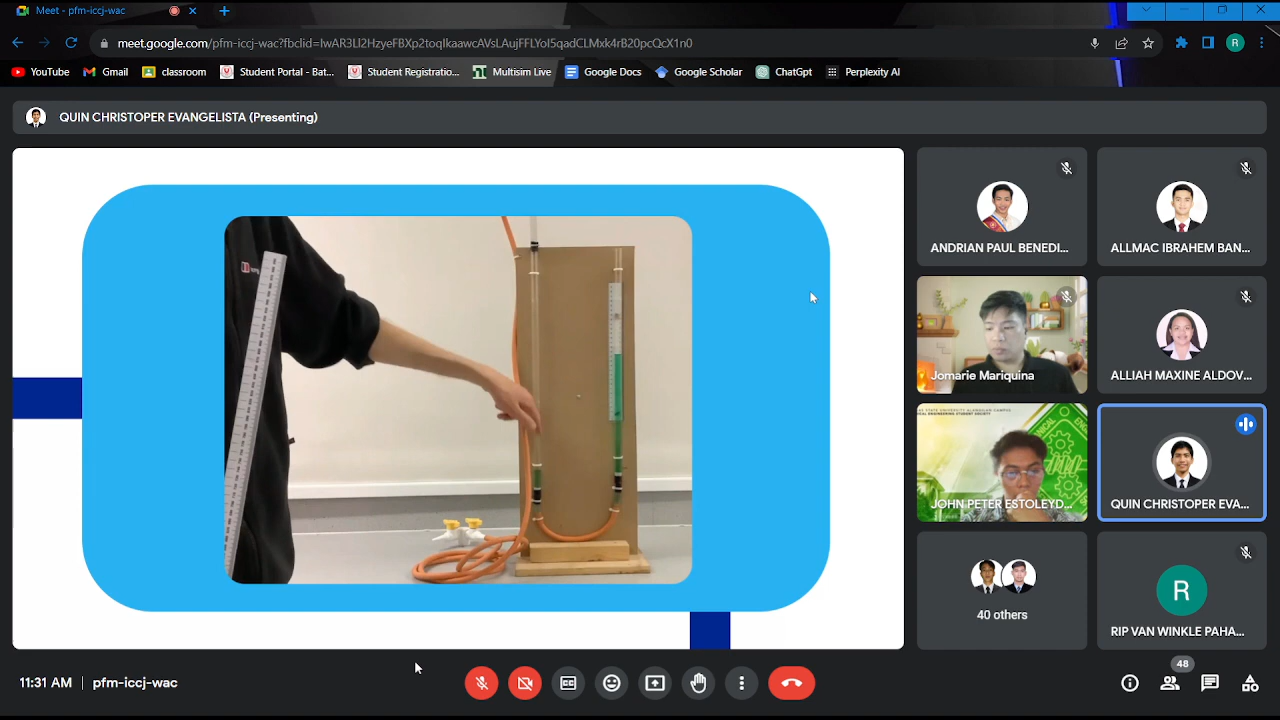 Meet - pfm-iccj-wac
meet.google.com/pfm-iccj-wac?fbclid=IwAR3Ll2HzyeFBXp2toqIkaawcAVsLAujFFLYoI5qadCLMxk4rB20pcQcX1n0
R
YouTube
Gmail
classroom
Student Portal - Bat...
Student Registratio...
Multisim Live
Google Docs
Google Scholar
ChatGpt
Perplexity AI
QUIN CHRISTOPER EVANGELISTA (Presenting)
ANDRIAN PAUL BENEDI...
ALLMAC IBRAHEM BAN...
Jomarie Mariquina
ALLIAH MAXINE ALDOV...
JOHN PETER ESTOLEYD...
QUIN CHRISTOPER EVA...
40 others
R
RIP VAN WINKLE PAHA...
11:31 AM
pfm-iccj-wac
48